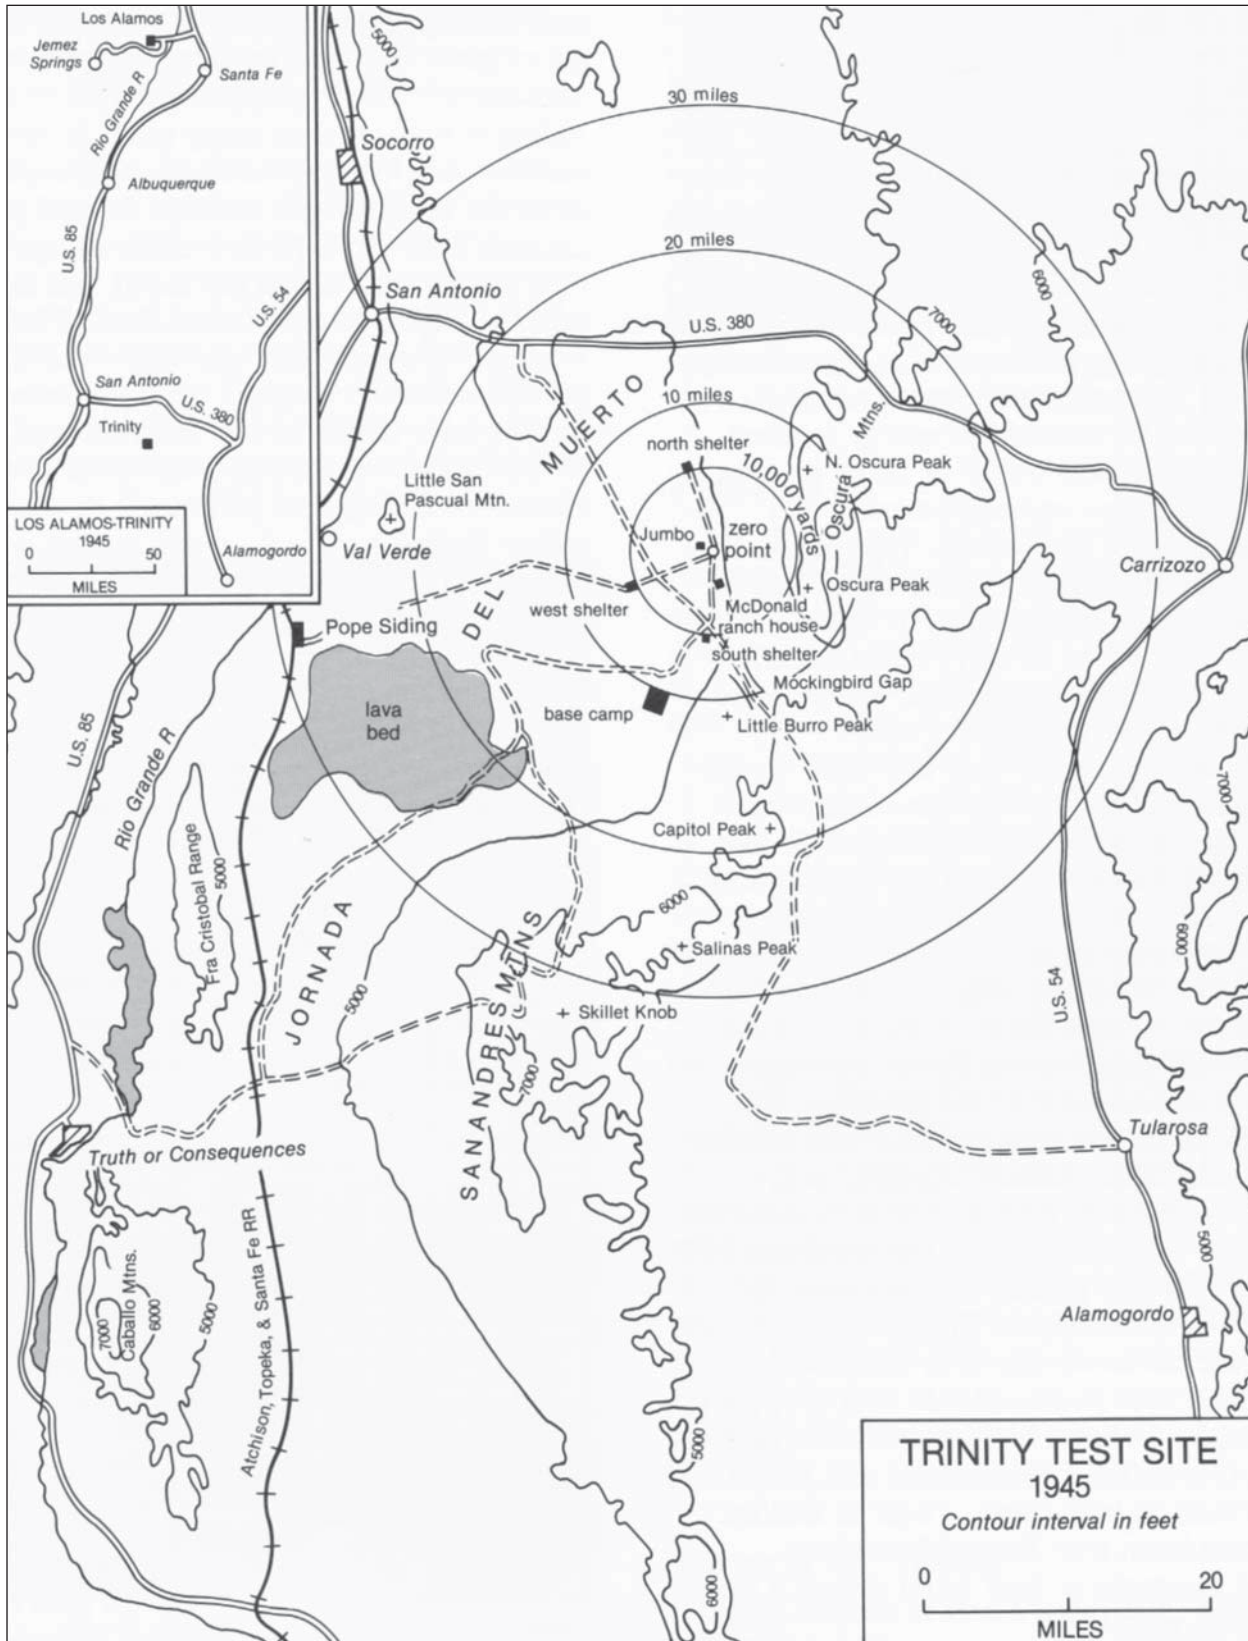 Los Alamos
Jemez
Springs
Santa Fe
Rio Grande R
Albuquerque
U.S. 85
U.S. 54
San Antonio
U.S. 380
Trinity
Alamogordo
LOS ALAMOS-TRINITY
1945
0 50
MILES
5000
Socorro
30 miles
20 miles
San Antonio
U.S. 380
6000
7000
10 miles
MUERTO
Mtns.
north shelter
10,000 yards
N. Oscura Peak
Oscura
Little San
Pascual Mtn.
Jumbo
zero
point
Val Verde
Carrizozo
Oscura Peak
west shelter
McDonald
ranch house
DEL
Pope Siding
south shelter
Mockingbird Gap
base camp
Little Burro Peak
lava
bed
U.S. 85
Rio Grande R
7000
Capitol Peak
Fra Cristobal Range
5000
6000
6000
JORNADA
5000
SAN ANDRES MTNS
Salinas Peak
Skillet Knob
U.S. 54
7000
Tularosa
Truth or Consequences
5000
Atchison, Topeka, & Santa Fe RR
Caballo Mtns.
7000
6000
5000
Alamogordo
5000
6000
TRINITY TEST SITE
1945
Contour interval in feet
0 20
MILES